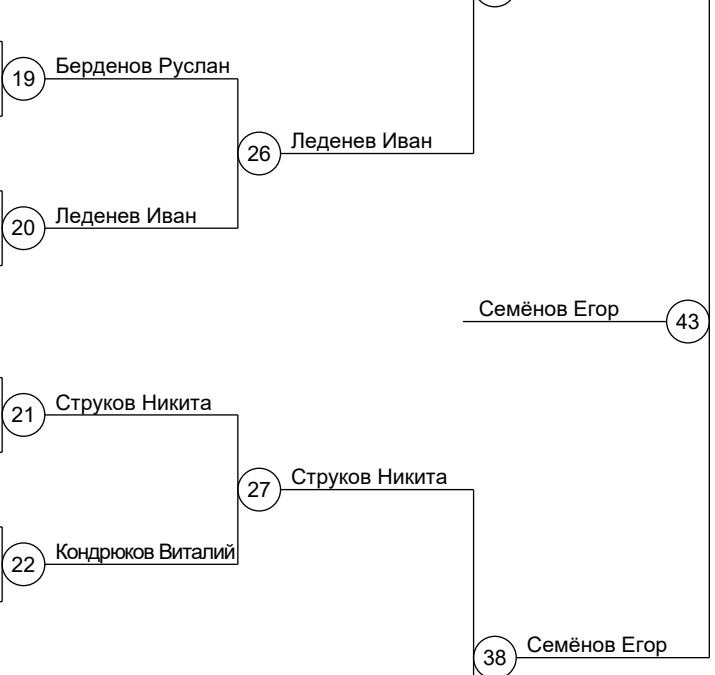 19 Берденов Руслан
26 Леденев Иван
20 Леденев Иван
Семёнов Егор 43
21 Струков Никита
27 Струков Никита
22 Кондрюков Виталий
38 Семёнов Егор